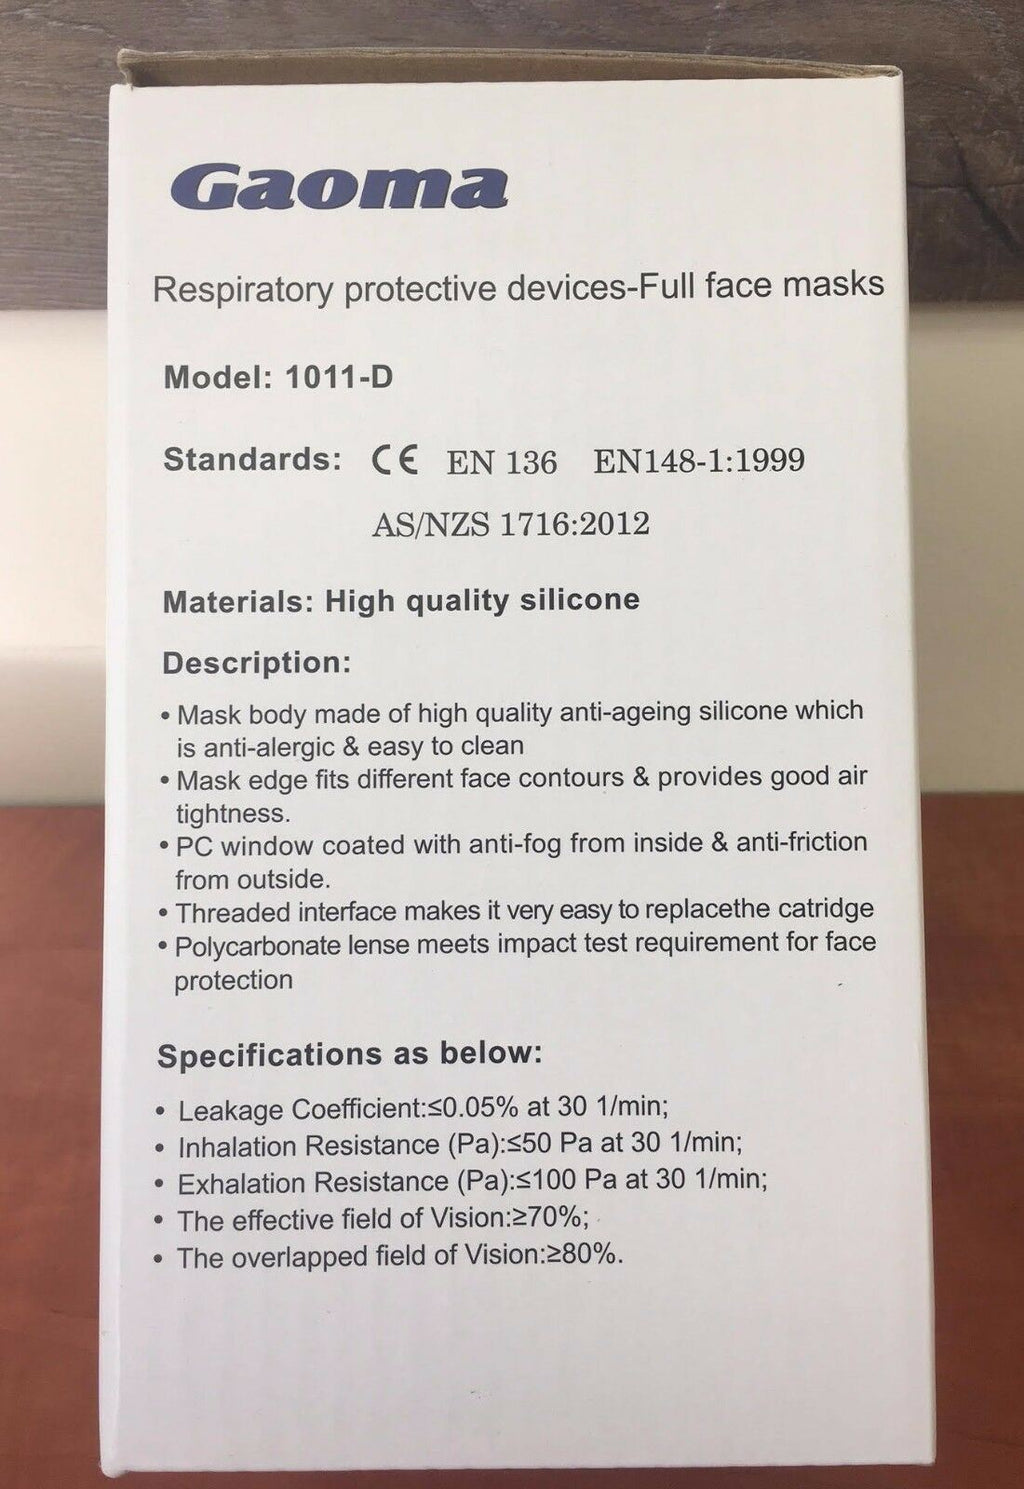 Gaoma
Respiratory protective devices-Full face masks
Model: 1011-D
Standards: CE EN 136 EN148-1:1999
AS/NZS 1716:2012
Materials: High quality silicone
Description:
• Mask body made of high quality anti-ageing silicone which
is anti-alergic & easy to clean
• Mask edge fits different face contours & provides good air
tightness.
• PC window coated with anti-fog from inside & anti-friction
from outside.
• Threaded interface makes it very easy to replacethe catridge
• Polycarbonate lense meets impact test requirement for face
protection
Specifications as below:
• Leakage Coefficient:≤0.05% at 30 1/min;
• Inhalation Resistance (Pa):≤50 Pa at 30 1/min;
• Exhalation Resistance (Pa):≤100 Pa at 30 1/min;
• The effective field of Vision:≥70%;
• The overlapped field of Vision:≥80%.